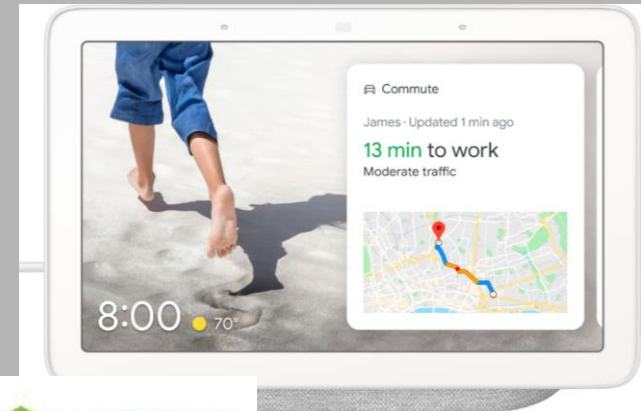 Commute
James · Updated 1 min ago
13 min to work
Moderate traffic
8:00 70°